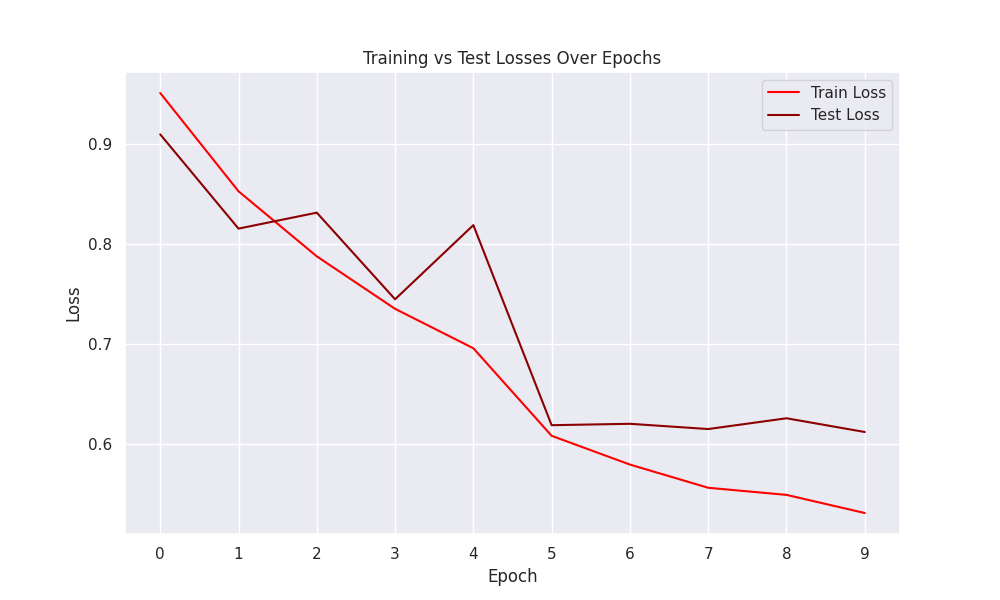 Training vs Test Losses Over Epochs
Train Loss
Test Loss
0.9
0.8
0.7
0.6
Loss
0 1 2 3 4 5 6 7 8 9
Epoch